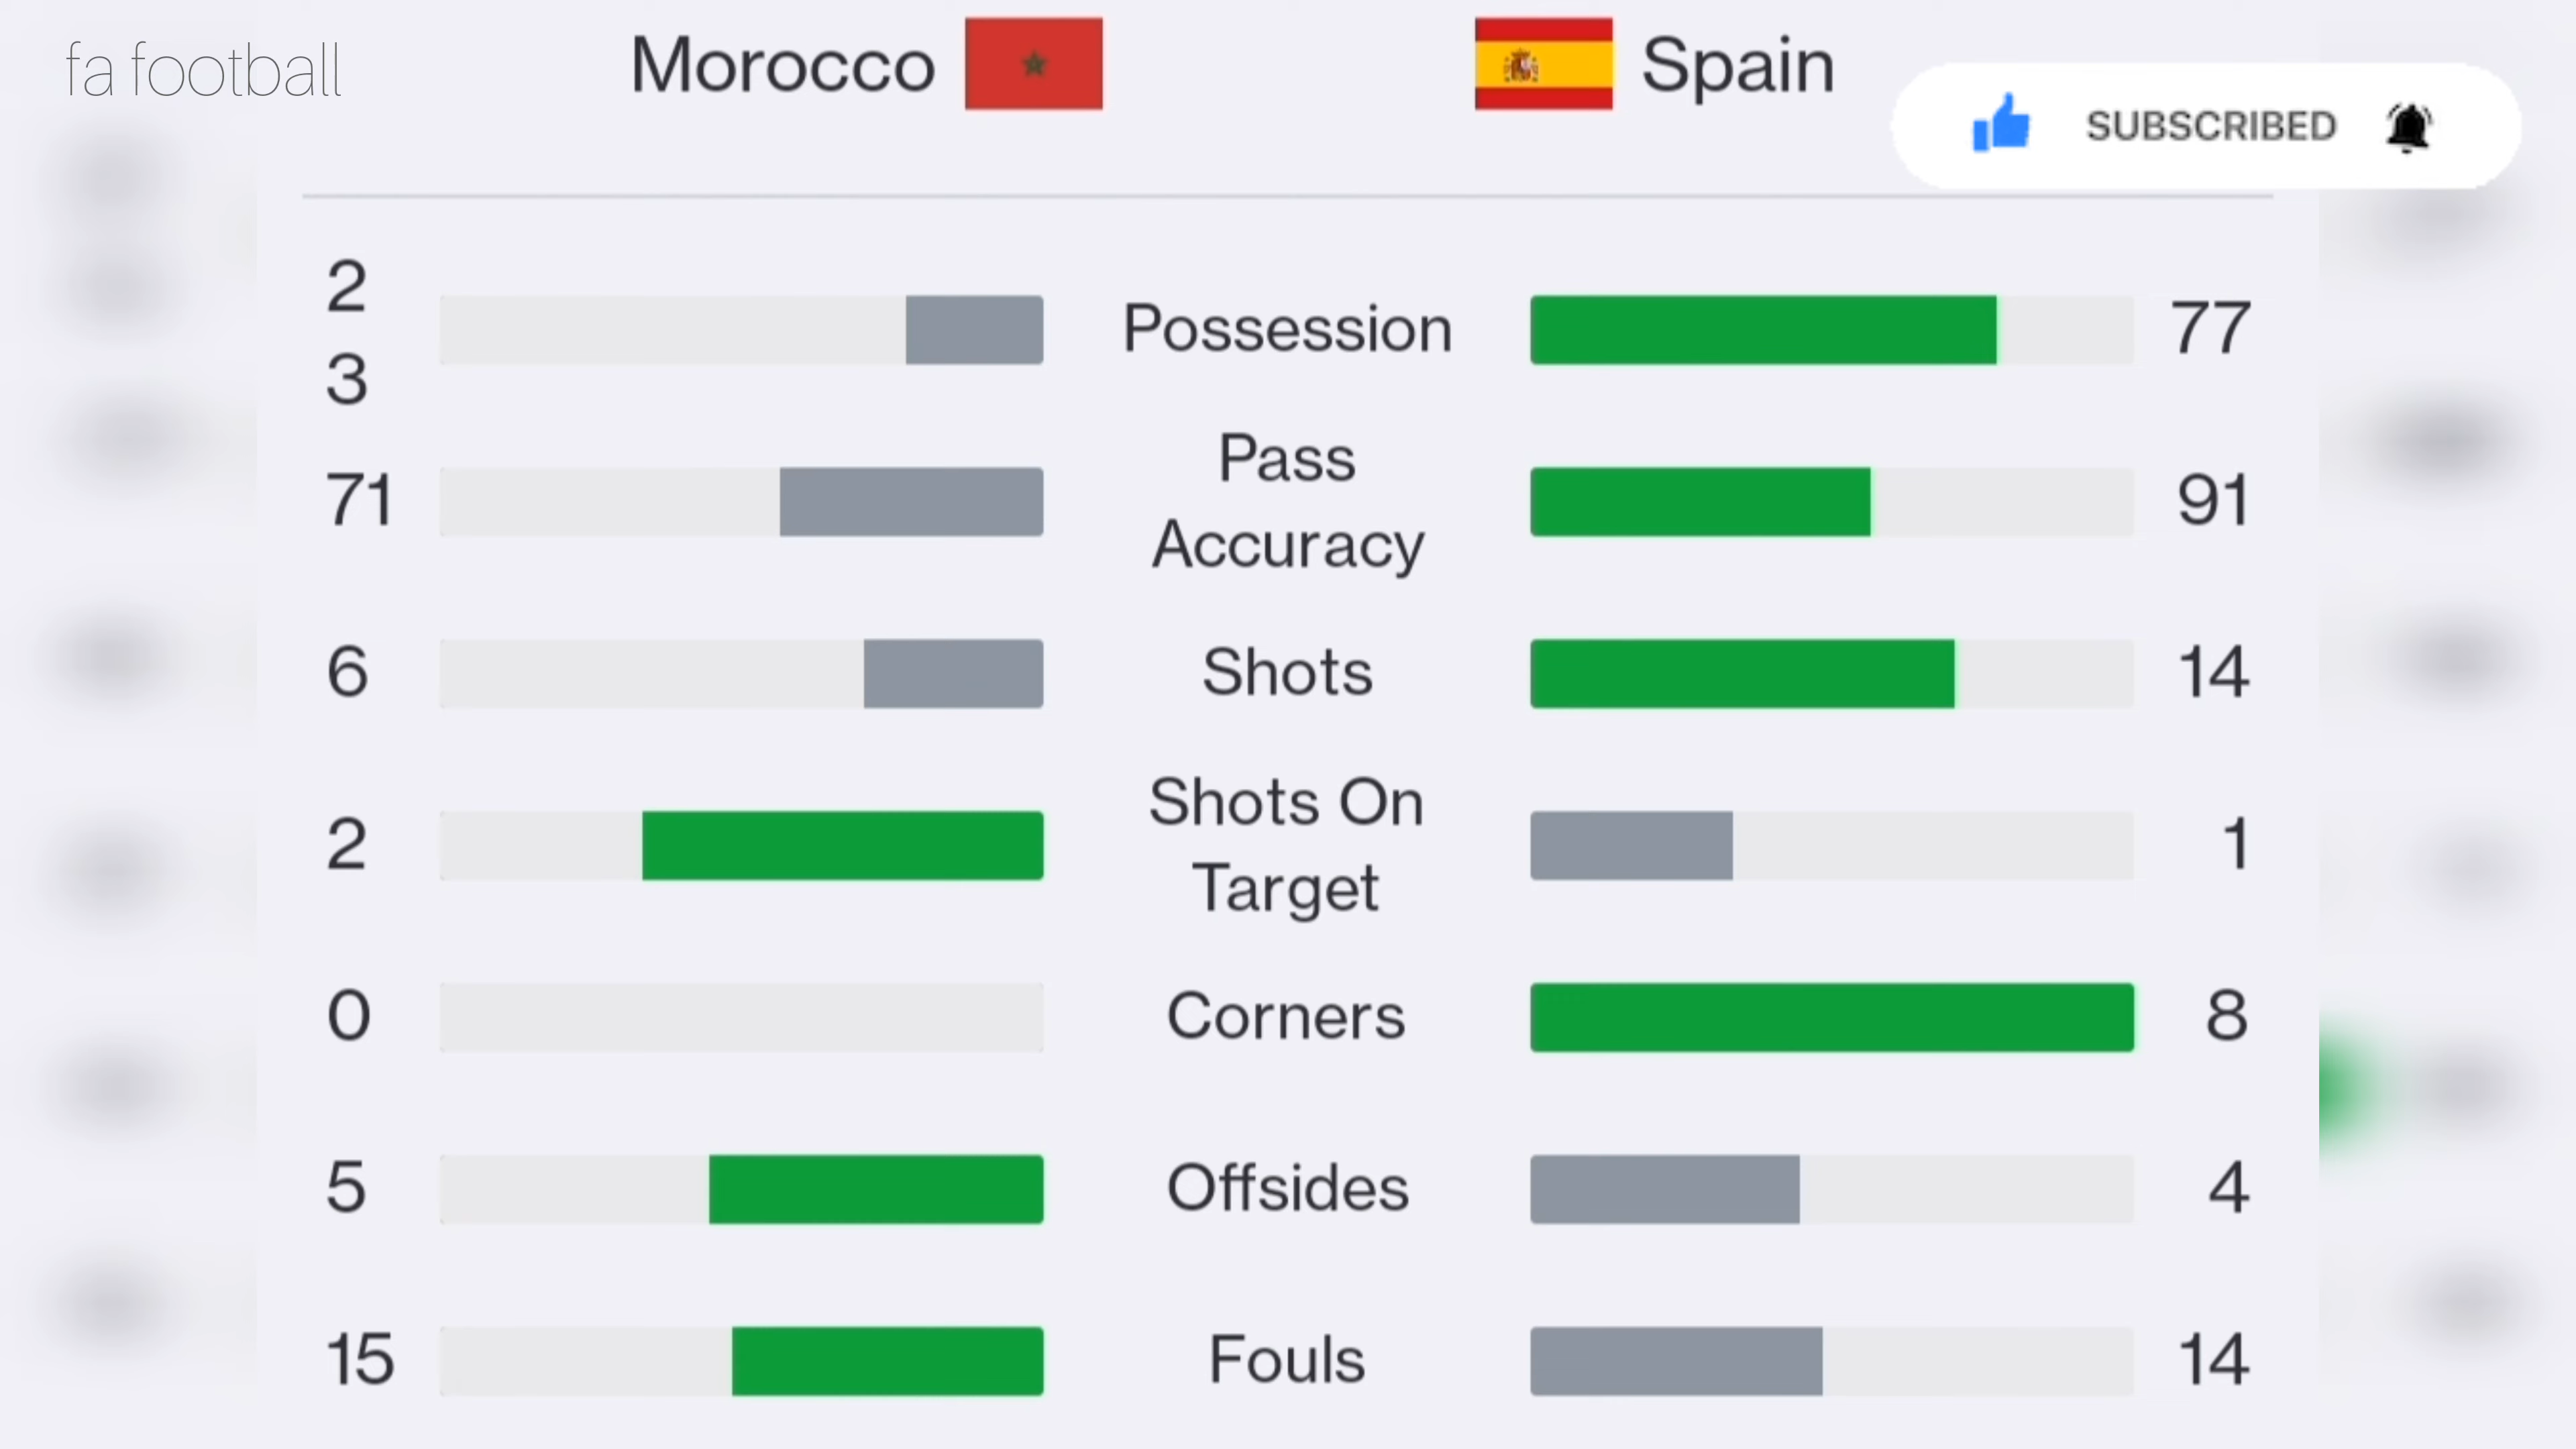 fa football
Morocco
Spain
SUBSCRIBED
2
3
Possession
77
71
Pass
Accuracy
91
6
Shots
14
2
Shots On
Target
1
0
Corners
8
5
Offsides
4
15
Fouls
14